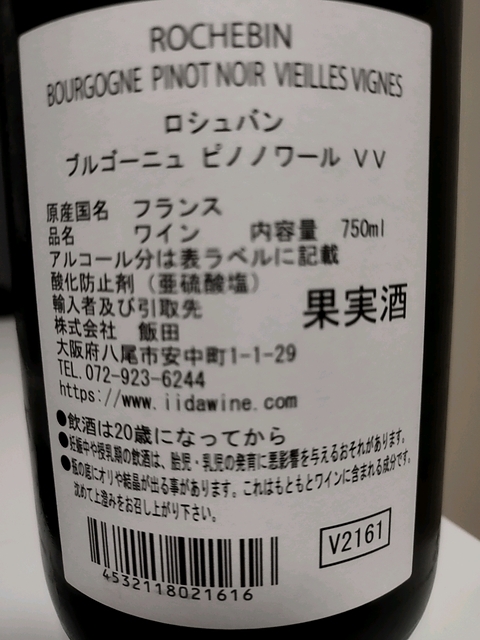 ROCHEBIN
BOURGOGNE PINOT NOIR VIEILLES VIGNES
ロシュバン
ブルゴーニュ ピノノワール VV
原産国名 フランス
品名 ワイン 内容量 750ml
アルコール分は表ラベルに記載
酸化防止剤（亜硫酸塩）
輸入者及び引取先
果実酒
株式会社 飯田
大阪府八尾市安中町1-1-29
TEL.072-923-6244
https://www.iidawine.com
●飲酒は20歳になってから
●妊娠中や授乳期の飲酒は、胎児・乳児の発育に悪影響を与えるおそれがあります。
●瓶の底にオリや結晶が出る事があります。これはもともとワインに含まれる成分です。
沈めて上澄みをお召し上がり下さい。
V2161
4532118021616